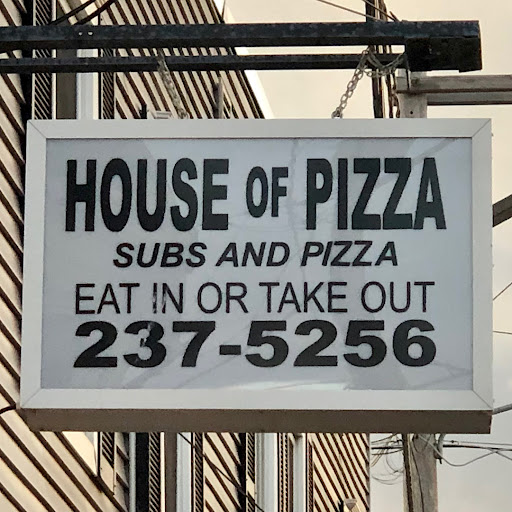 HOUSE OF PIZZA
SUBS AND PIZZA
EAT IN OR TAKE OUT
237-5256